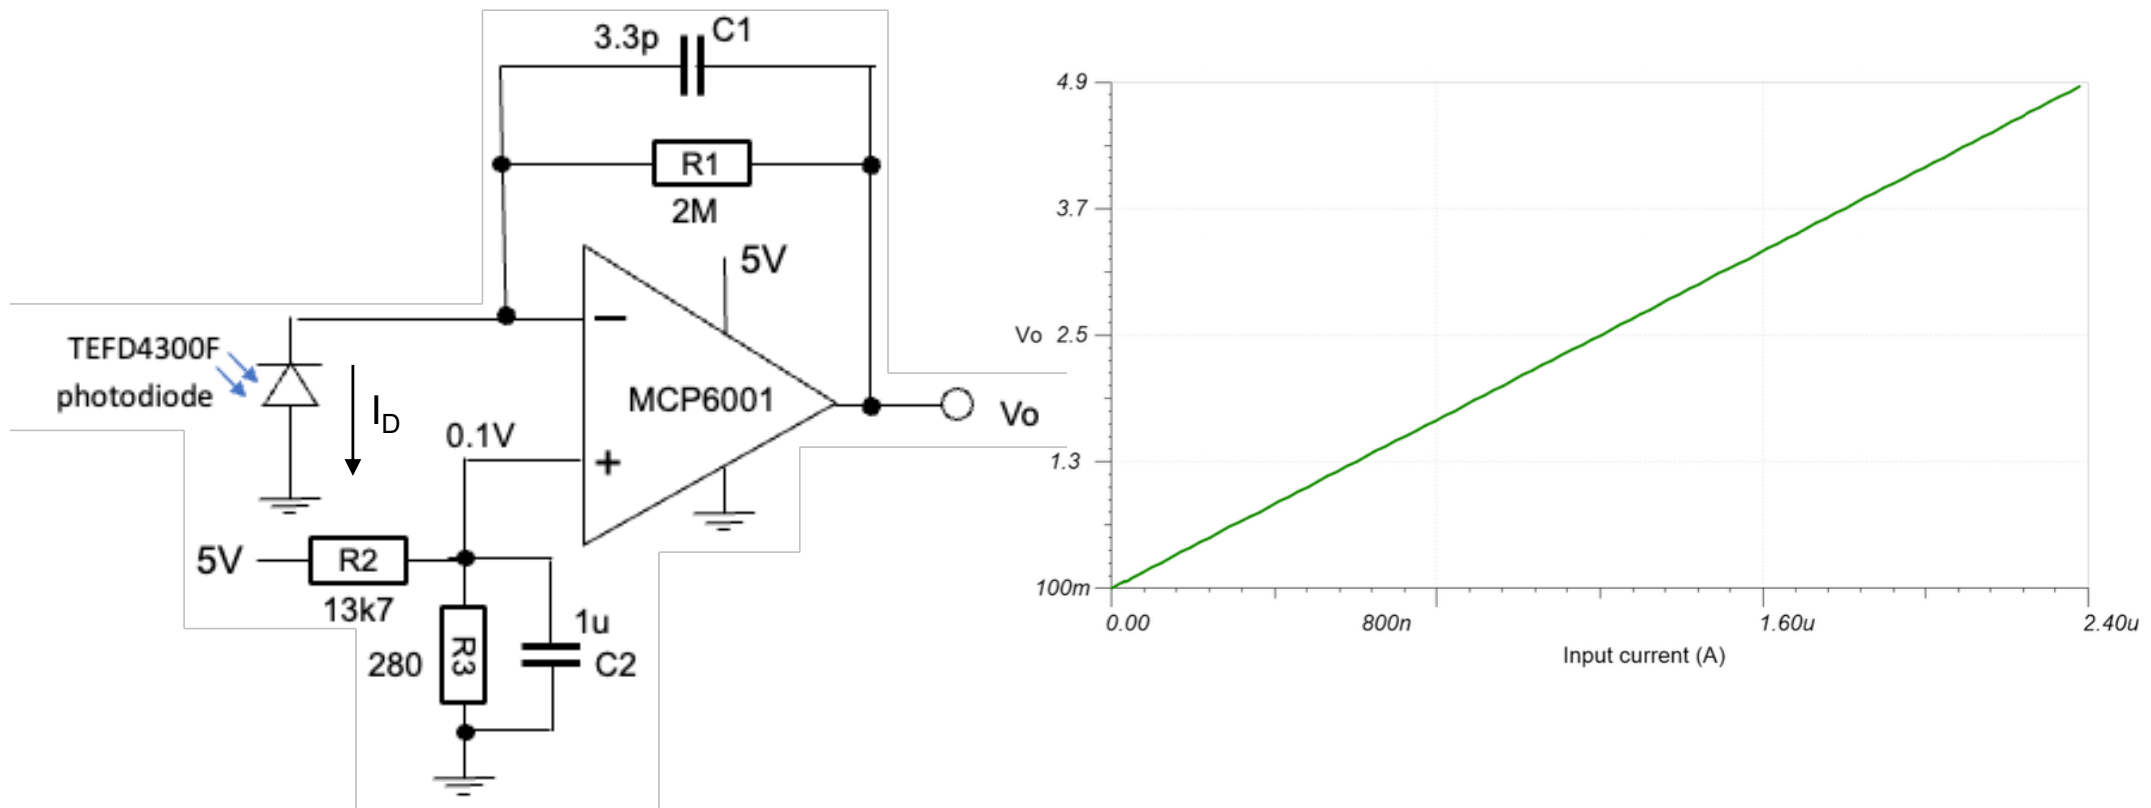 3.3p
C1
R1
2M
5V
TEFD4300F
photodiode
I_D
MCP6001
Vo
0.1V
5V
R2
13k7
R3
280
1u
C2
4.9
3.7
Vo 2.5
1.3
100m
0.00 800n 1.60u 2.40u
Input current (A)